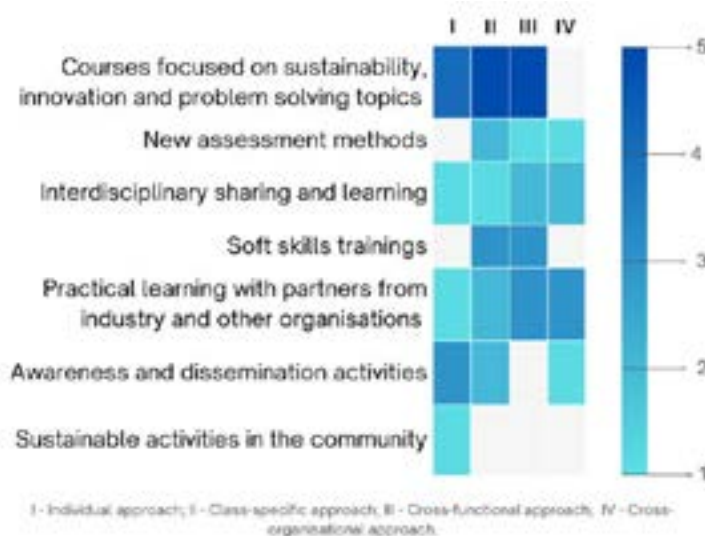 I II III IV
Courses focused on sustainability,
innovation and problem solving topics
New assessment methods
Interdisciplinary sharing and learning
Soft skills trainings
Practical learning with partners from
industry and other organisations
Awareness and dissemination activities
Sustainable activities in the community
5
4
3
2
1
I - Individual approach; II - Class-specific approach; III - Cross-functional approach; IV - Cross-
organisational approach.